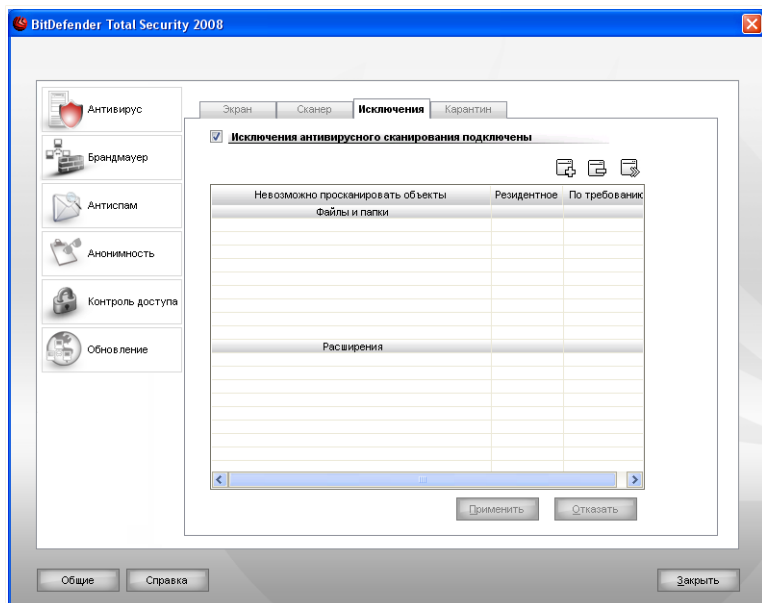 BitDefender Total Security 2008
Антивирус
Брандмауер
Антиспам
Анонимность
Контроль доступа
Обновление
Экран Сканер Исключения Карантин
Исключения антивирусного сканирования подключены
Невозможно просканировать объекты Резидентное По требованию
Файлы и папки
Расширения
Применить Отказать
Общие Справка Закрыть